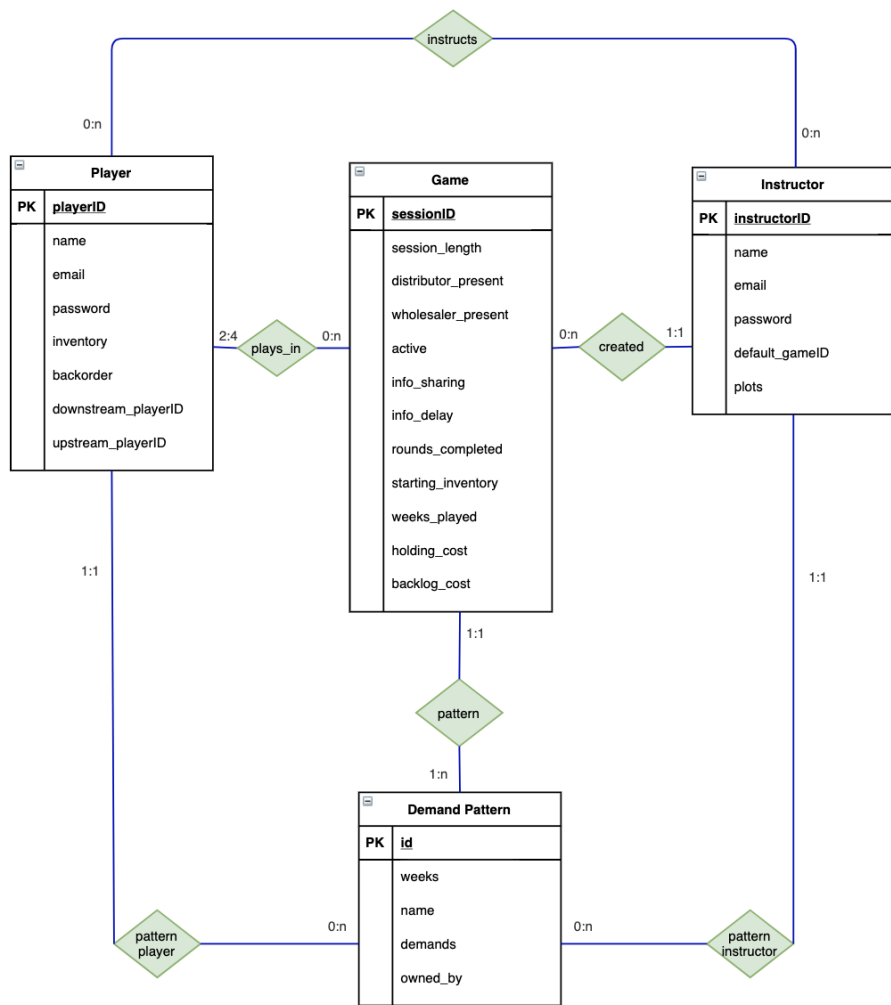 instructs
0:n
0:n
Player
PK playerID
name
email
password
inventory
backorder
downstream_playerID
upstream_playerID
2:4
plays_in
0:n
Game
PK sessionID
session_length
distributor_present
wholesaler_present
active
info_sharing
info_delay
rounds_completed
starting_inventory
weeks_played
holding_cost
backlog_cost
0:n
created
1:1
Instructor
PK instructorID
name
email
password
default_gameID
plots
1:1
1:1
1:1
pattern
1:n
Demand Pattern
PK id
weeks
name
demands
owned_by
pattern
player
0:n
0:n
pattern
instructor